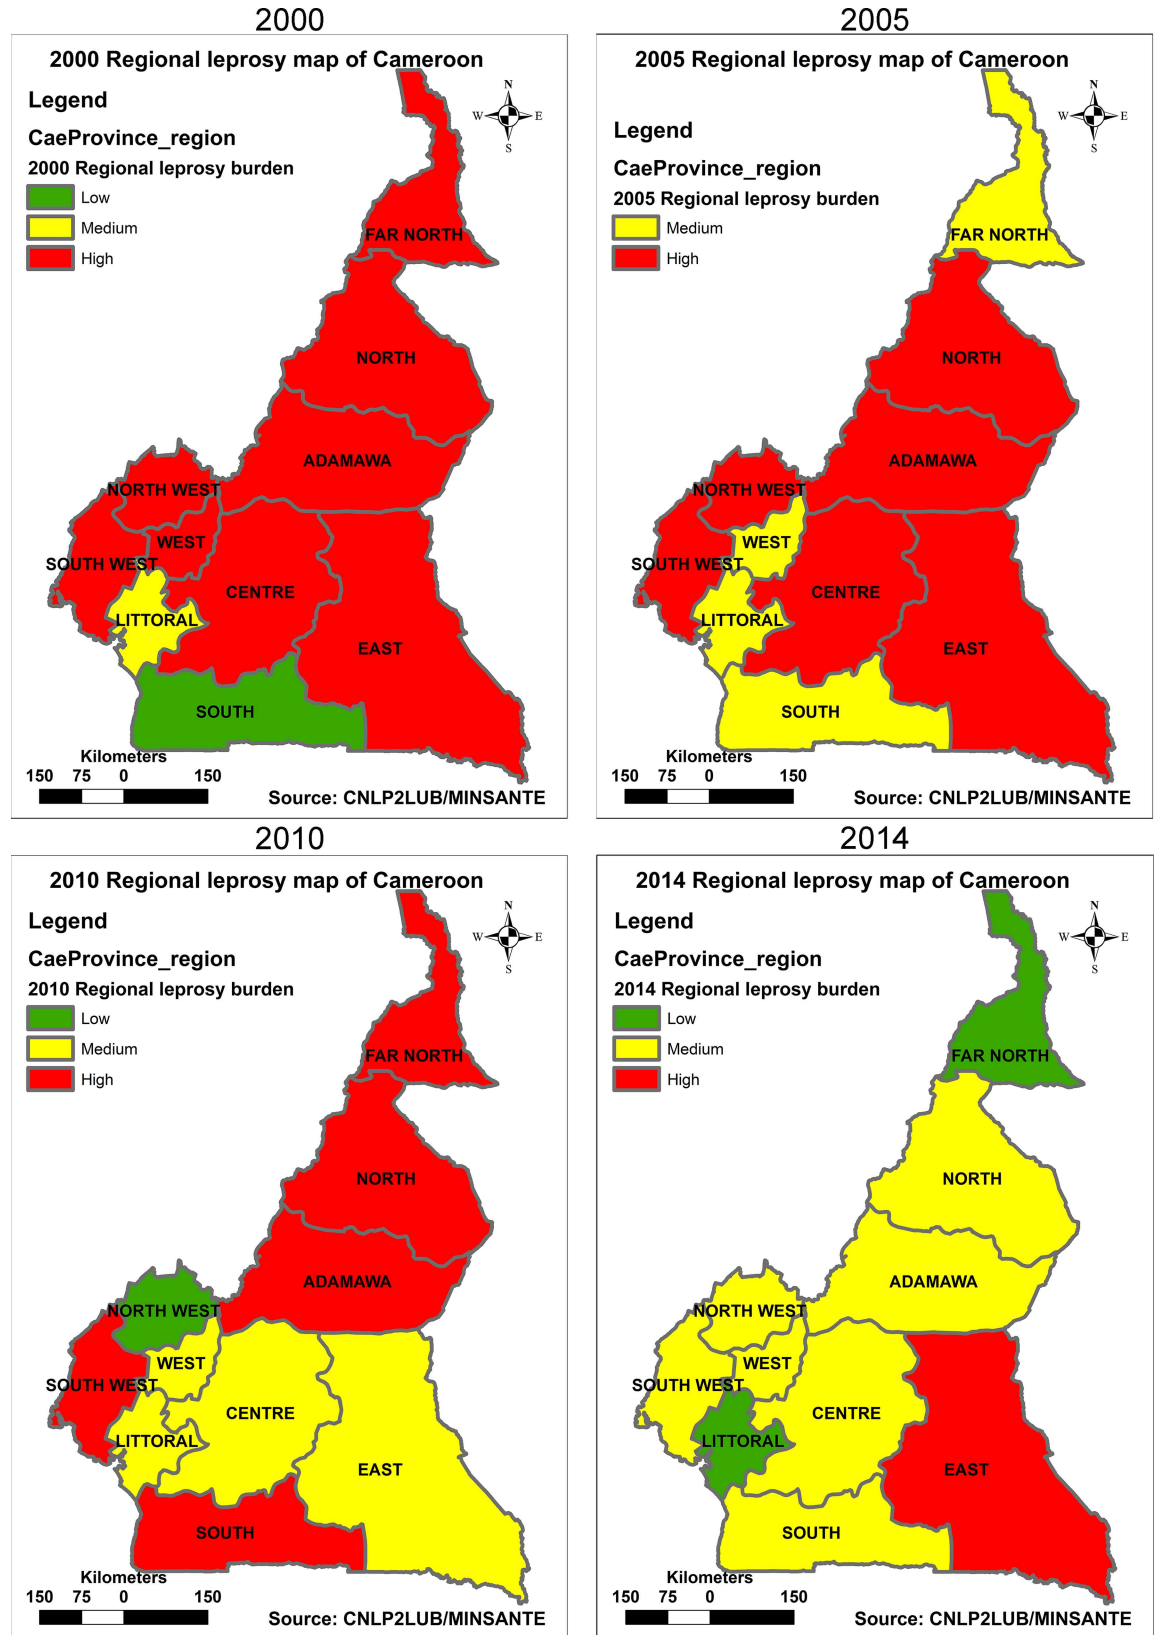 2000
2000 Regional leprosy map of Cameroon
Legend
CaeProvince_region
2000 Regional leprosy burden
Low
Medium
High
N
W E
S
FAR NORTH
NORTH
ADAMAWA
NORTH WEST
WEST
SOUTH WEST
CENTRE
LITTORAL
EAST
SOUTH
Kilometers
150 75 0 150
Source: CNLP2LUB/MINSANTE
2005
2005 Regional leprosy map of Cameroon
Legend
CaeProvince_region
2005 Regional leprosy burden
Medium
High
N
W E
S
FAR NORTH
NORTH
ADAMAWA
NORTH WEST
WEST
SOUTH WEST
CENTRE
LITTORAL
EAST
SOUTH
Kilometers
150 75 0 150
Source: CNLP2LUB/MINSANTE
2010
2010 Regional leprosy map of Cameroon
Legend
CaeProvince_region
2010 Regional leprosy burden
Low
Medium
High
N
W E
S
FAR NORTH
NORTH
ADAMAWA
NORTH WEST
WEST
SOUTH WEST
CENTRE
LITTORAL
EAST
SOUTH
Kilometers
150 75 0 150
Source: CNLP2LUB/MINSANTE
2014
2014 Regional leprosy map of Cameroon
Legend
CaeProvince_region
2014 Regional leprosy burden
Low
Medium
High
N
W E
S
FAR NORTH
NORTH
ADAMAWA
NORTH WEST
WEST
SOUTH WEST
CENTRE
LITTORAL
EAST
SOUTH
Kilometers
150 75 0 150
Source: CNLP2LUB/MINSANTE